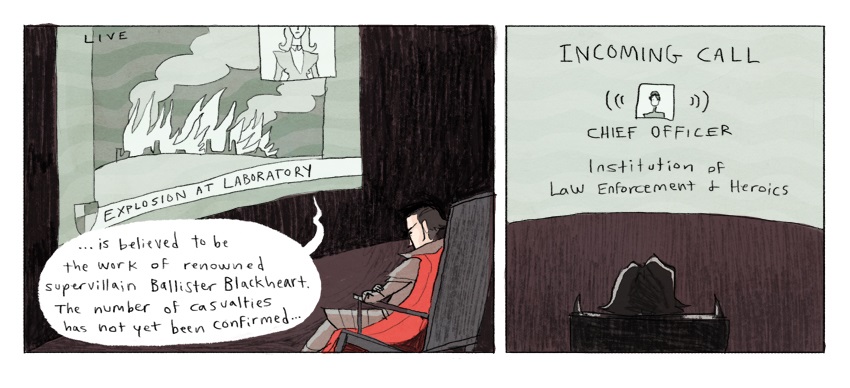 LIVE
EXPLOSION AT LABORATORY
...is believed to be
the work of renowned
supervillain Ballister Blackheart.
The number of casualties
has not yet been confirmed...
INCOMING CALL
CHIEF OFFICER
Institution of
Law Enforcement & Heroics